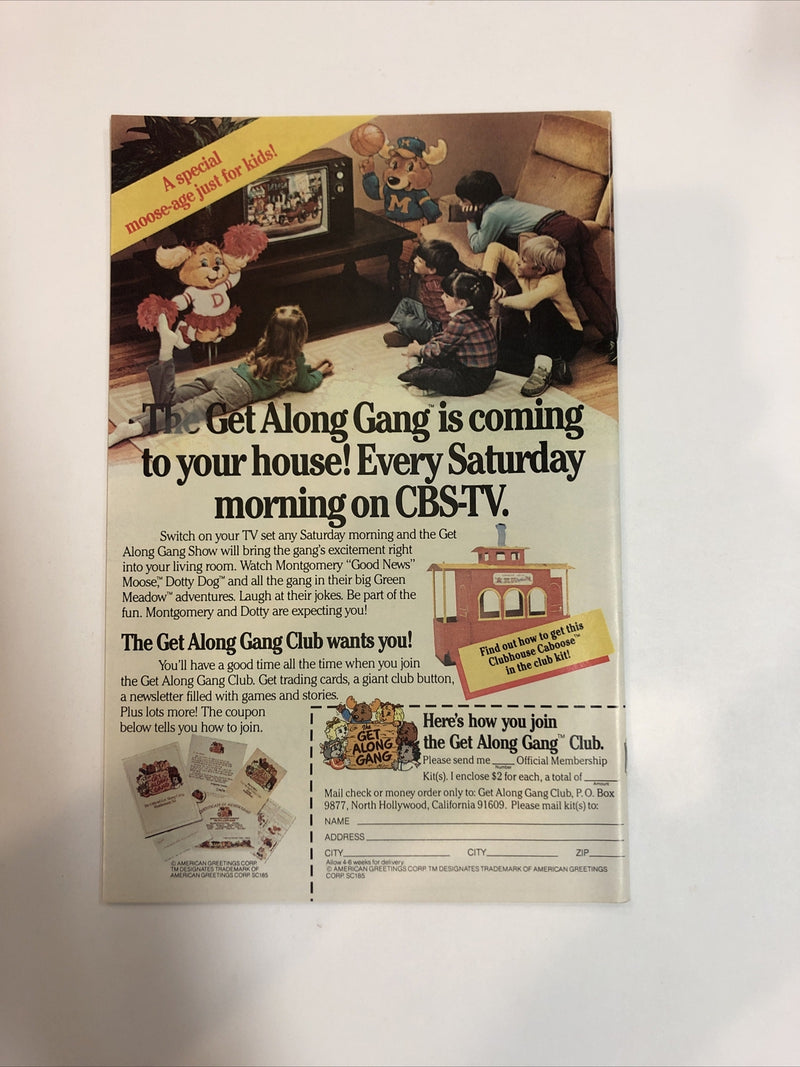 A special
moose-age just for kids!
M
D
The Get Along Gang™ is coming
to your house! Every Saturday
morning on CBS-TV.
Switch on your TV set any Saturday morning and the Get
Along Gang Show will bring the gang's excitement right
into your living room. Watch Montgomery "Good News"
Moose,™ Dotty Dog™ and all the gang in their big Green
Meadow™ adventures. Laugh at their jokes. Be part of the
fun. Montgomery and Dotty are expecting you!
Find out how to get this
Clubhouse Caboose™
in the club kit!
The Get Along Gang Club wants you!
You'll have a good time all the time when you join
the Get Along Gang Club. Get trading cards, a giant club button,
a newsletter filled with games and stories.
Plus lots more! The coupon
below tells you how to join.
© AMERICAN GREETINGS CORP.
TM DESIGNATES TRADEMARK OF
AMERICAN GREETINGS CORP. SC185
The
GET
ALONG
GANG
Here's how you join
the Get Along Gang™ Club.
Please send me ____ Official Membership
Number
Kit(s). I enclose $2 for each, a total of ____
Amount
Mail check or money order only to: Get Along Gang Club, P.O. Box
9877, North Hollywood, California 91609. Please mail kit(s) to:
NAME
ADDRESS
CITY CITY ZIP
Allow 4-6 weeks for delivery.
© AMERICAN GREETINGS CORP. TM DESIGNATES TRADEMARK OF AMERICAN GREETINGS
CORP. SC185